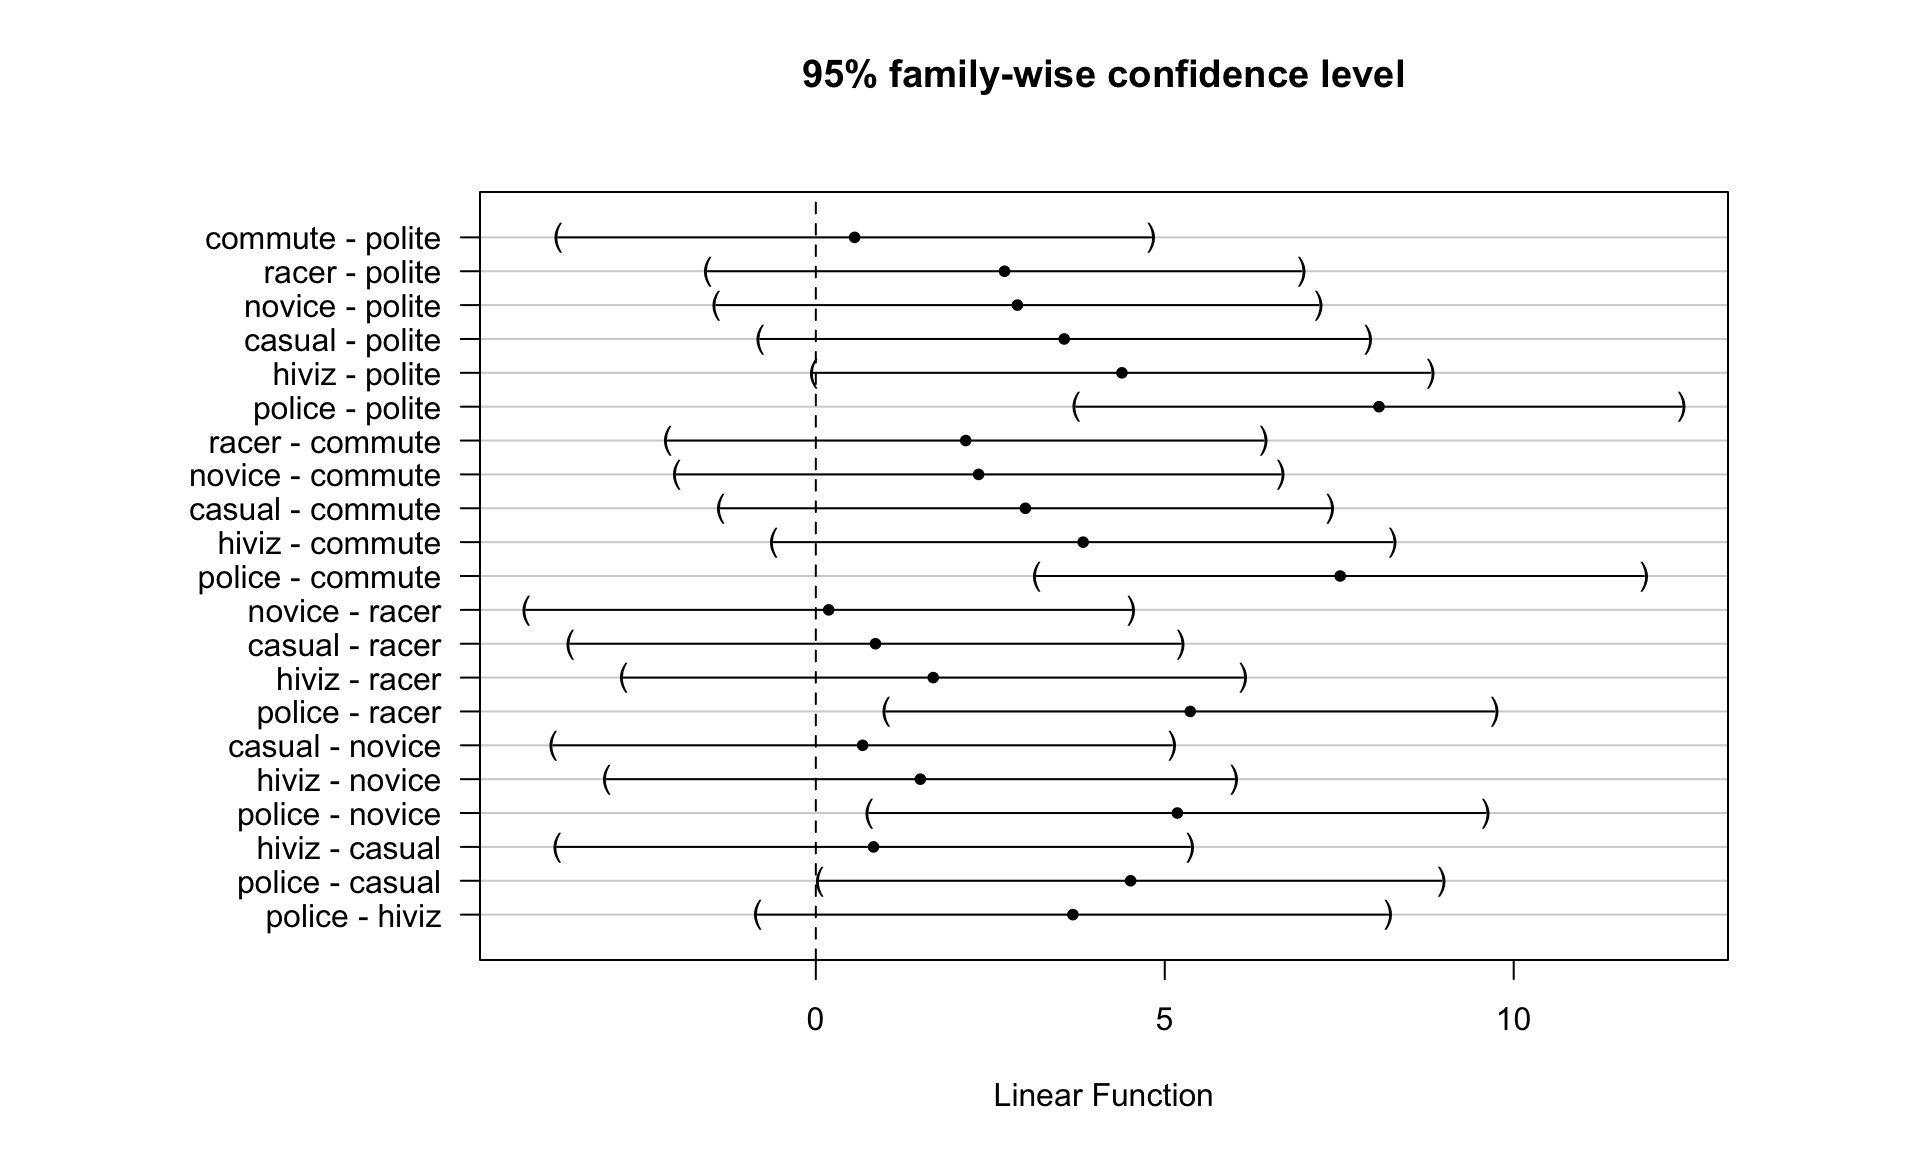 95% family-wise confidence level
commute - polite
racer - polite
novice - polite
casual - polite
hiviz - polite
police - polite
racer - commute
novice - commute
casual - commute
hiviz - commute
police - commute
novice - racer
casual - racer
hiviz - racer
police - racer
casual - novice
hiviz - novice
police - novice
hiviz - casual
police - casual
police - hiviz
0 5 10
Linear Function